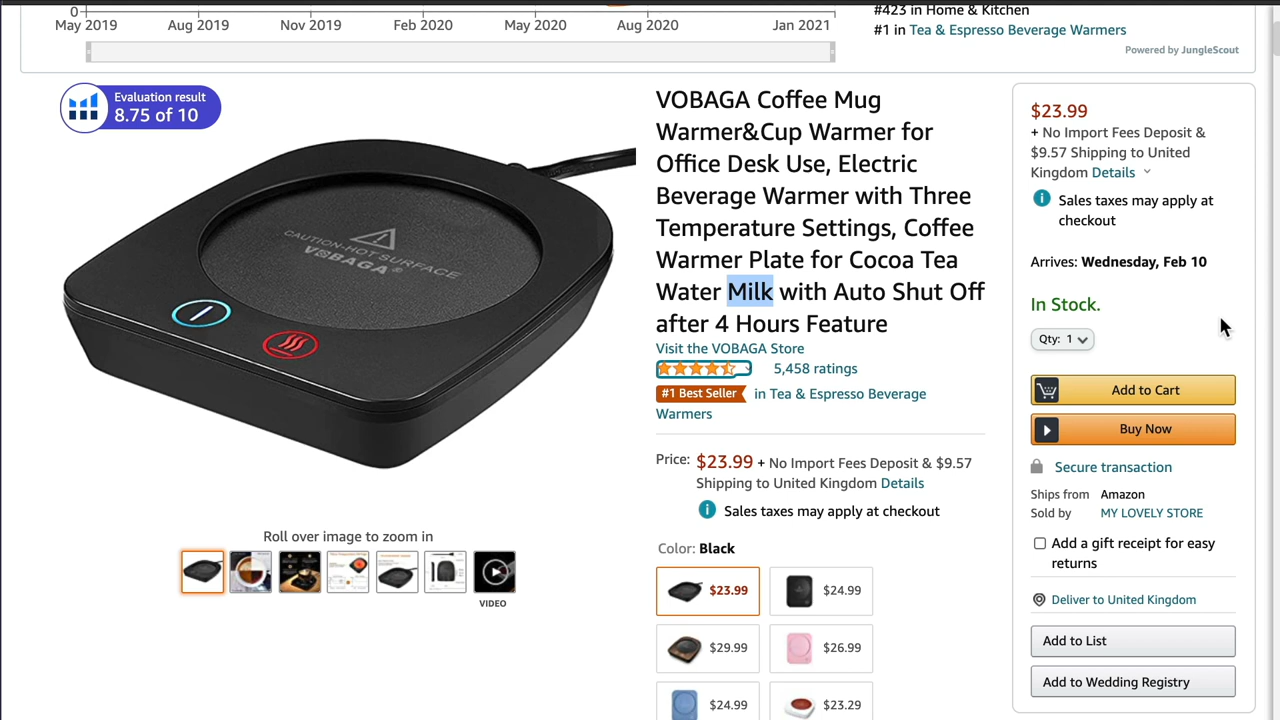 0
May 2019 Aug 2019 Nov 2019 Feb 2020 May 2020 Aug 2020 Jan 2021
#423 in Home & Kitchen
#1 in Tea & Espresso Beverage Warmers
Powered by JungleScout
Evaluation result
8.75 of 10
CAUTION-HOT SURFACE
VOBAGA®
Roll over image to zoom in
VIDEO
VOBAGA Coffee Mug
Warmer&Cup Warmer for
Office Desk Use, Electric
Beverage Warmer with Three
Temperature Settings, Coffee
Warmer Plate for Cocoa Tea
Water Milk with Auto Shut Off
after 4 Hours Feature
Visit the VOBAGA Store
5,458 ratings
#1 Best Seller in Tea & Espresso Beverage
Warmers
Price: $23.99 + No Import Fees Deposit & $9.57
Shipping to United Kingdom Details
Sales taxes may apply at checkout
Color: Black
$23.99 $24.99
$29.99 $26.99
$24.99 $23.29
$23.99
+ No Import Fees Deposit &
$9.57 Shipping to United
Kingdom Details
Sales taxes may apply at
checkout
Arrives: Wednesday, Feb 10
In Stock.
Qty: 1
Add to Cart
Buy Now
Secure transaction
Ships from Amazon
Sold by MY LOVELY STORE
Add a gift receipt for easy
returns
Deliver to United Kingdom
Add to List
Add to Wedding Registry